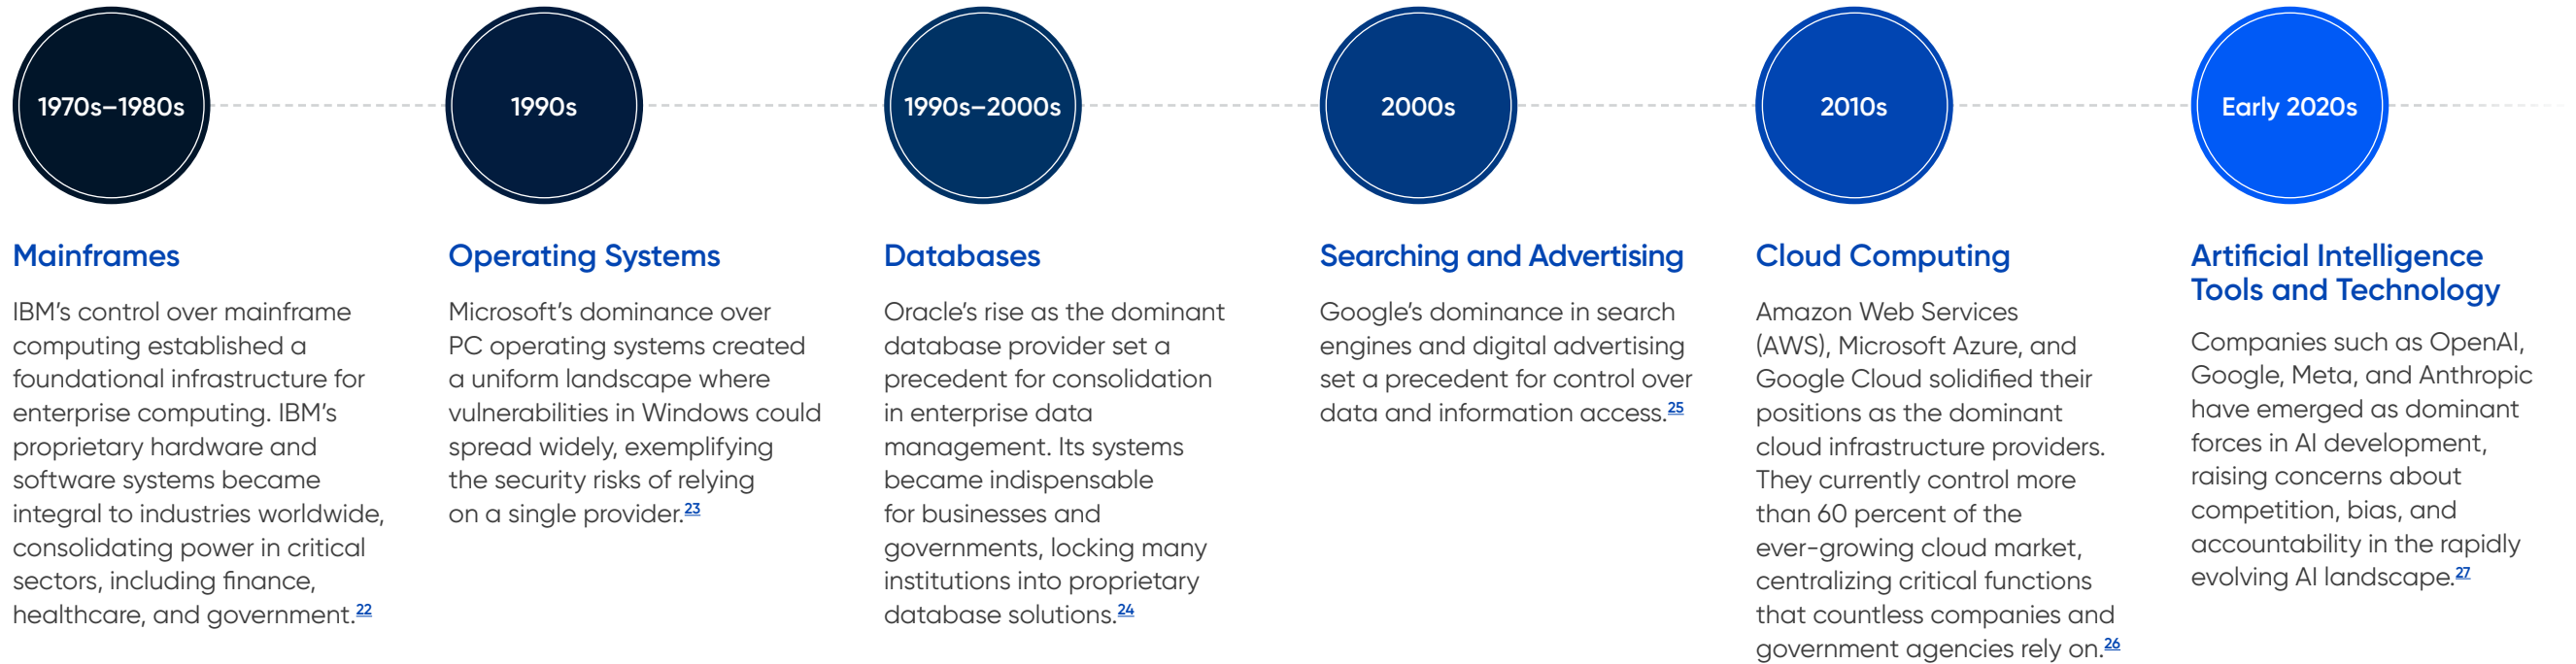 1970s–1980s
Mainframes
IBM’s control over mainframe
computing established a
foundational infrastructure for
enterprise computing. IBM’s
proprietary hardware and
software systems became
integral to industries worldwide,
consolidating power in critical
sectors, including finance,
healthcare, and government.22
1990s
Operating Systems
Microsoft’s dominance over
PC operating systems created
a uniform landscape where
vulnerabilities in Windows could
spread widely, exemplifying
the security risks of relying
on a single provider.23
1990s–2000s
Databases
Oracle’s rise as the dominant
database provider set a
precedent for consolidation
in enterprise data
management. Its systems
became indispensable
for businesses and
governments, locking many
institutions into proprietary
database solutions.24
2000s
Searching and Advertising
Google’s dominance in search
engines and digital advertising
set a precedent for control over
data and information access.25
2010s
Cloud Computing
Amazon Web Services
(AWS), Microsoft Azure, and
Google Cloud solidified their
positions as the dominant
cloud infrastructure providers.
They currently control more
than 60 percent of the
ever-growing cloud market,
centralizing critical functions
that countless companies and
government agencies rely on.26
Early 2020s
Artificial Intelligence
Tools and Technology
Companies such as OpenAI,
Google, Meta, and Anthropic
have emerged as dominant
forces in AI development,
raising concerns about
competition, bias, and
accountability in the rapidly
evolving AI landscape.27